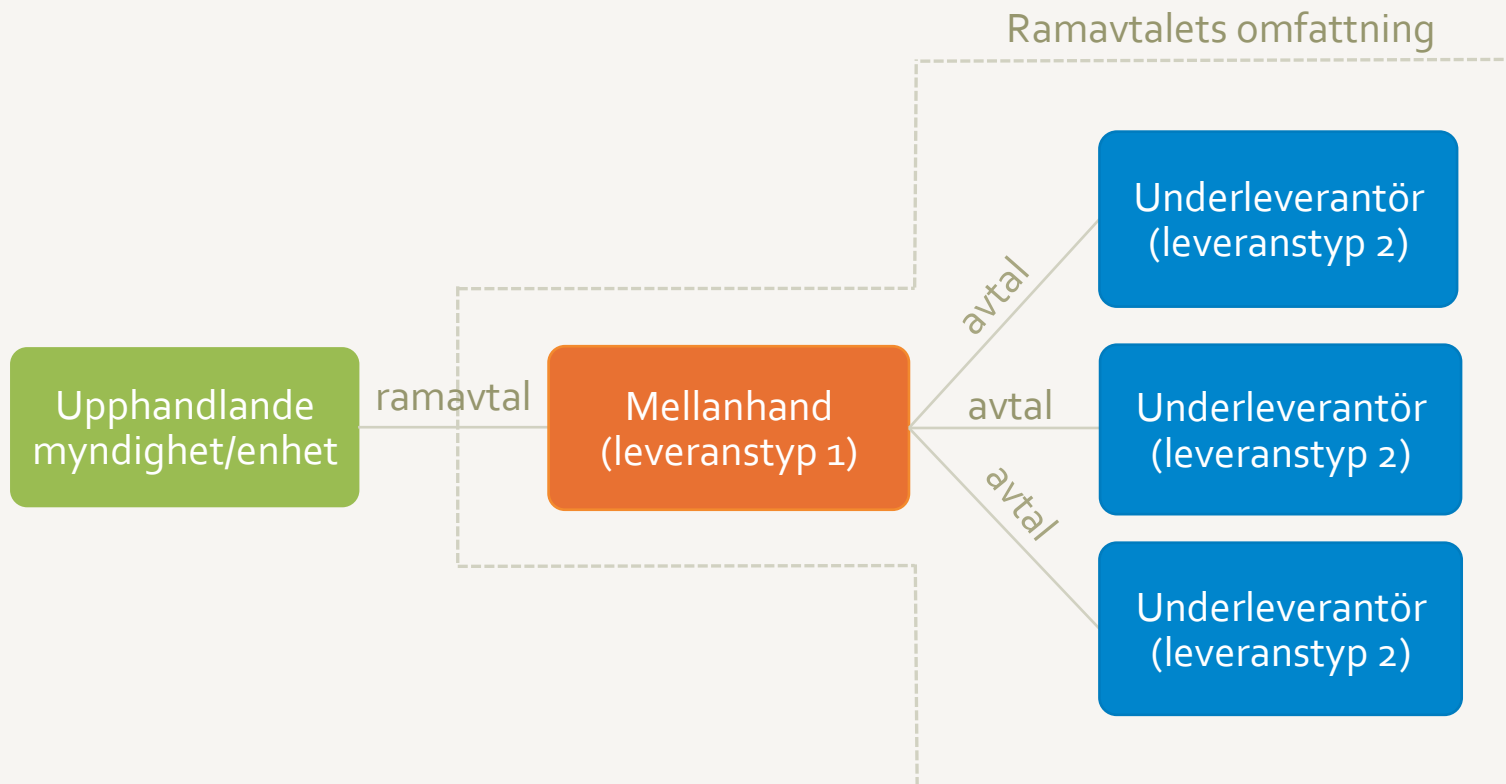 Ramavtalets omfattning
Underleverantör
(leveranstyp 2)
avtal
Upphandlande
myndighet/enhet
ramavtal
Mellanhand
(leveranstyp 1)
avtal
Underleverantör
(leveranstyp 2)
avtal
Underleverantör
(leveranstyp 2)